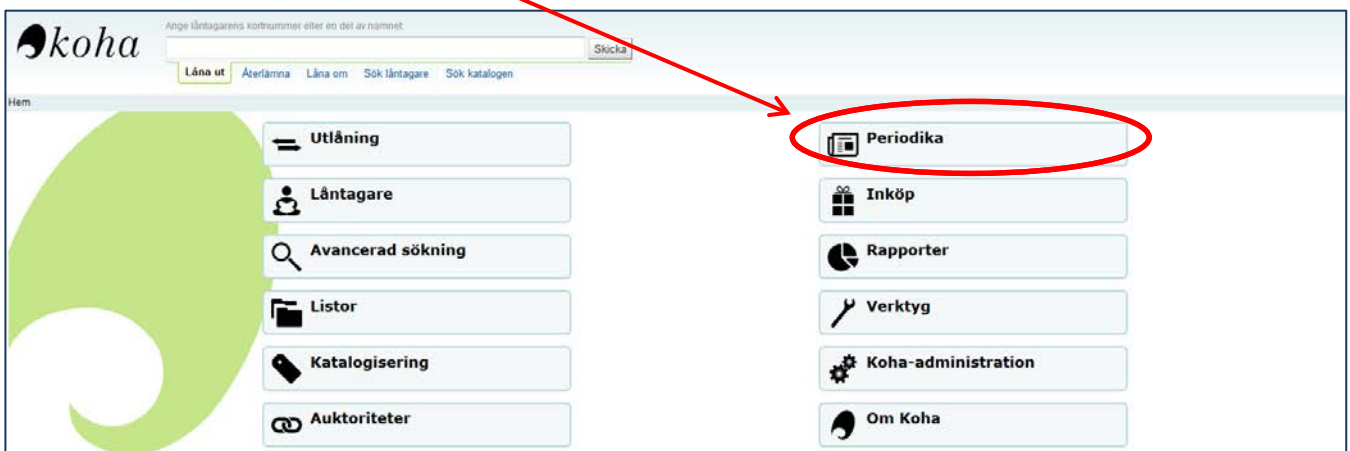 koha
Ange låntagarens kortnummer eller en del av namnet:
Skicka
Låna ut Återlämna Låna om Sök låntagare Sök katalogen
Hem
Utlåning
Låntagare
Avancerad sökning
Listor
Katalogisering
Auktoriteter
Periodika
Inköp
Rapporter
Verktyg
Koha-administration
Om Koha